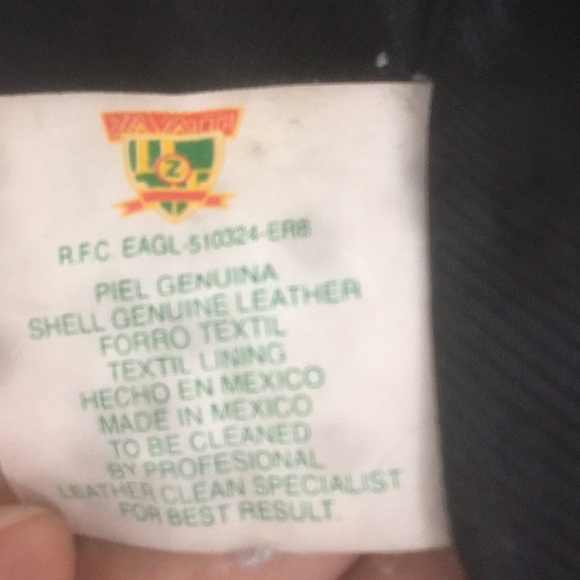 Z
R.F.C. EAGL-510324-ER8
PIEL GENUINA
SHELL GENUINE LEATHER
FORRO TEXTIL
TEXTIL LINING
HECHO EN MEXICO
MADE IN MEXICO
TO BE CLEANED
BY PROFESIONAL
LEATHER CLEAN SPECIALIST
FOR BEST RESULT